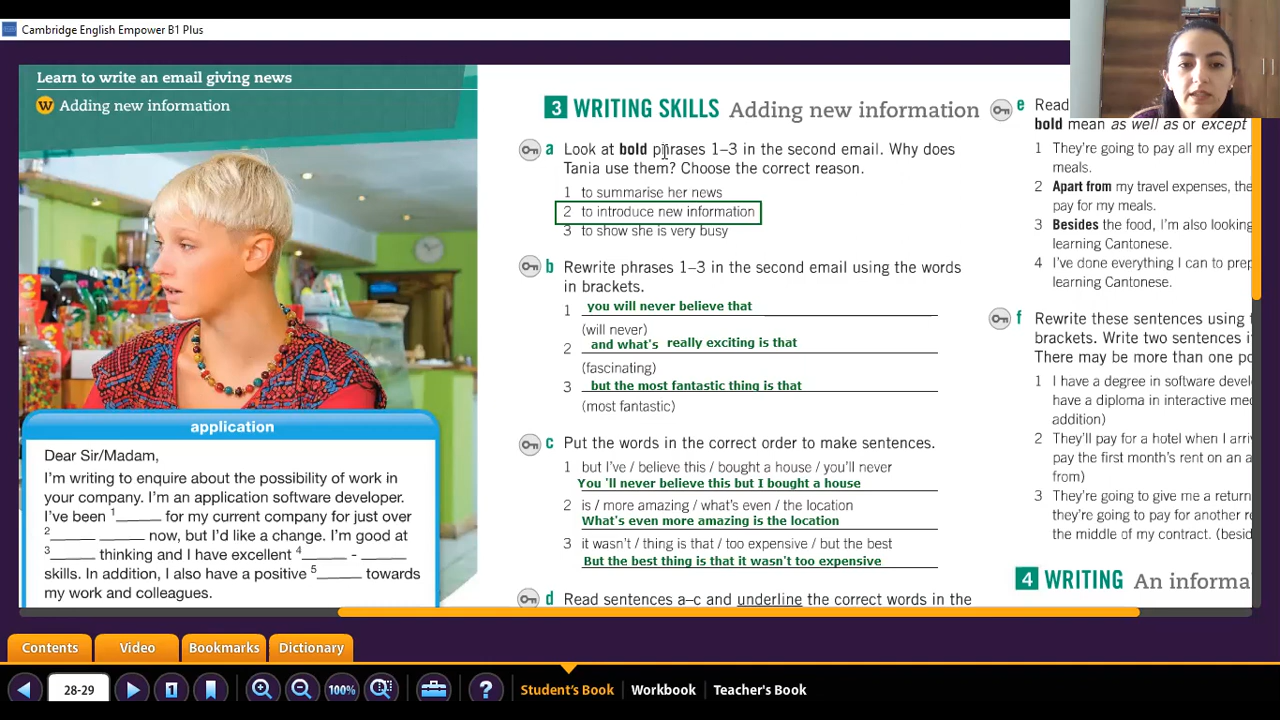 Cambridge English Empower B1 Plus
Learn to write an email giving news
W Adding new information
application
Dear Sir/Madam,
I'm writing to enquire about the possibility of work in
your company. I'm an application software developer.
I've been 1______ for my current company for just over
2______ ______ now, but I'd like a change. I'm good at
3______ thinking and I have excellent 4______ - ______
skills. In addition, I also have a positive 5______ towards
my work and colleagues.
3 WRITING SKILLS Adding new information
a Look at bold phrases 1–3 in the second email. Why does
Tania use them? Choose the correct reason.
1 to summarise her news
2 to introduce new information
3 to show she is very busy
b Rewrite phrases 1–3 in the second email using the words
in brackets.
1 you will never believe that
(will never)
2 and what's really exciting is that
(fascinating)
3 but the most fantastic thing is that
(most fantastic)
c Put the words in the correct order to make sentences.
1 but I've / believe this / bought a house / you'll never
You 'll never believe this but I bought a house
2 is / more amazing / what's even / the location
What's even more amazing is the location
3 it wasn't / thing is that / too expensive / but the best
But the best thing is that it wasn't too expensive
d Read sentences a–c and underline the correct words in the
e Read
bold mean as well as or except
1 They're going to pay all my exper
meals.
2 Apart from my travel expenses, the
pay for my meals.
3 Besides the food, I'm also looking
learning Cantonese.
4 I've done everything I can to prep
learning Cantonese.
f Rewrite these sentences using t
brackets. Write two sentences i
There may be more than one po
1 I have a degree in software devel
have a diploma in interactive med
addition)
2 They'll pay for a hotel when I arri
pay the first month's rent on an a
from)
3 They're going to give me a return
they're going to pay for another re
the middle of my contract. (besid
4 WRITING An informa
Contents
Video
Bookmarks
Dictionary
28-29
1
100%
?
Student's Book
Workbook
Teacher's Book